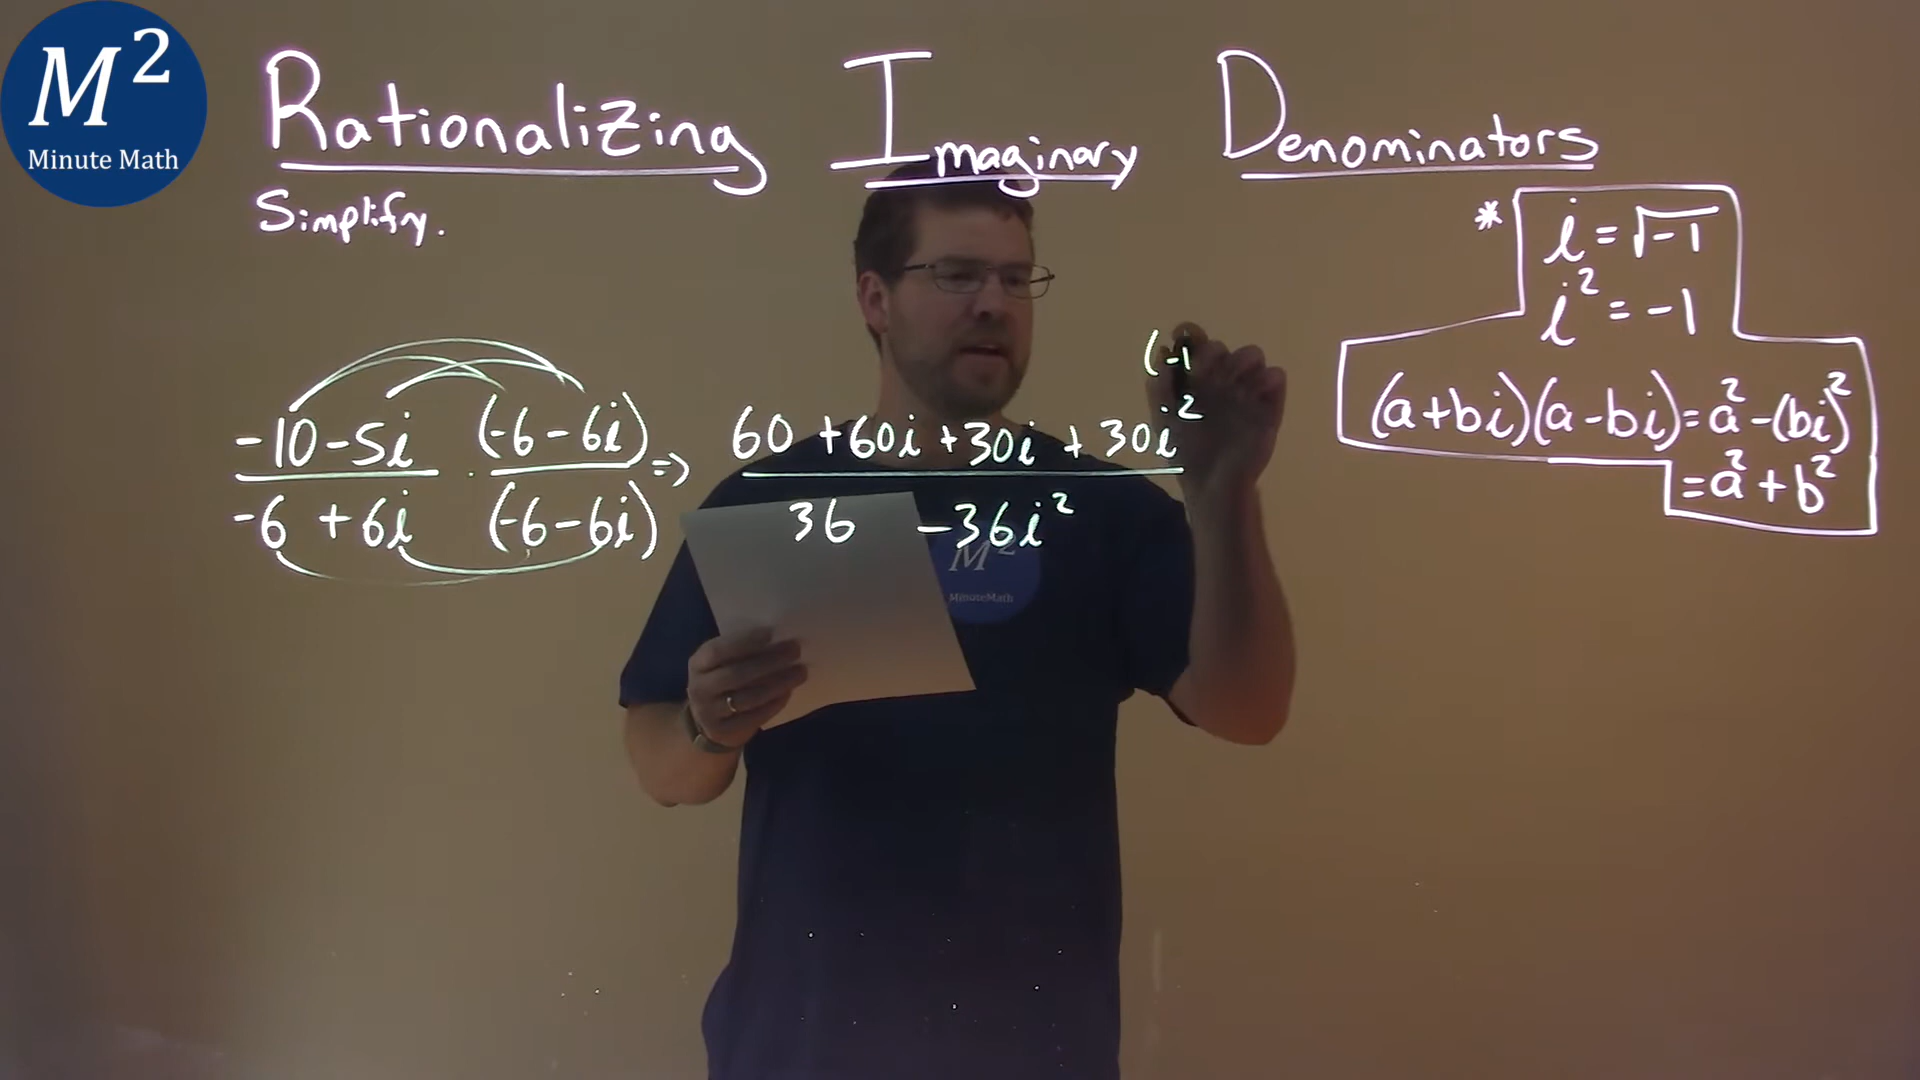 M²
Minute Math
Rationalizing Imaginary Denominators
Simplify.
* i = √-1
i² = -1
(a+bi)(a-bi) = a² - (bi)²
= a² + b²
(-1
-10-5i / -6+6i · (-6-6i) / (-6-6i) => 60+60i+30i+30i² / 36 -36i²
M²
MinuteMath